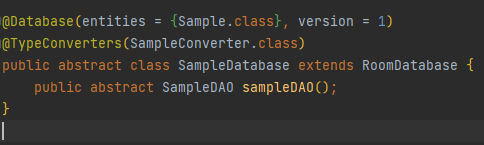 @Database(entities = {Sample.class}, version = 1)
@TypeConverters(SampleConverter.class)
public abstract class SampleDatabase extends RoomDatabase {
    public abstract SampleDAO sampleDAO();
}